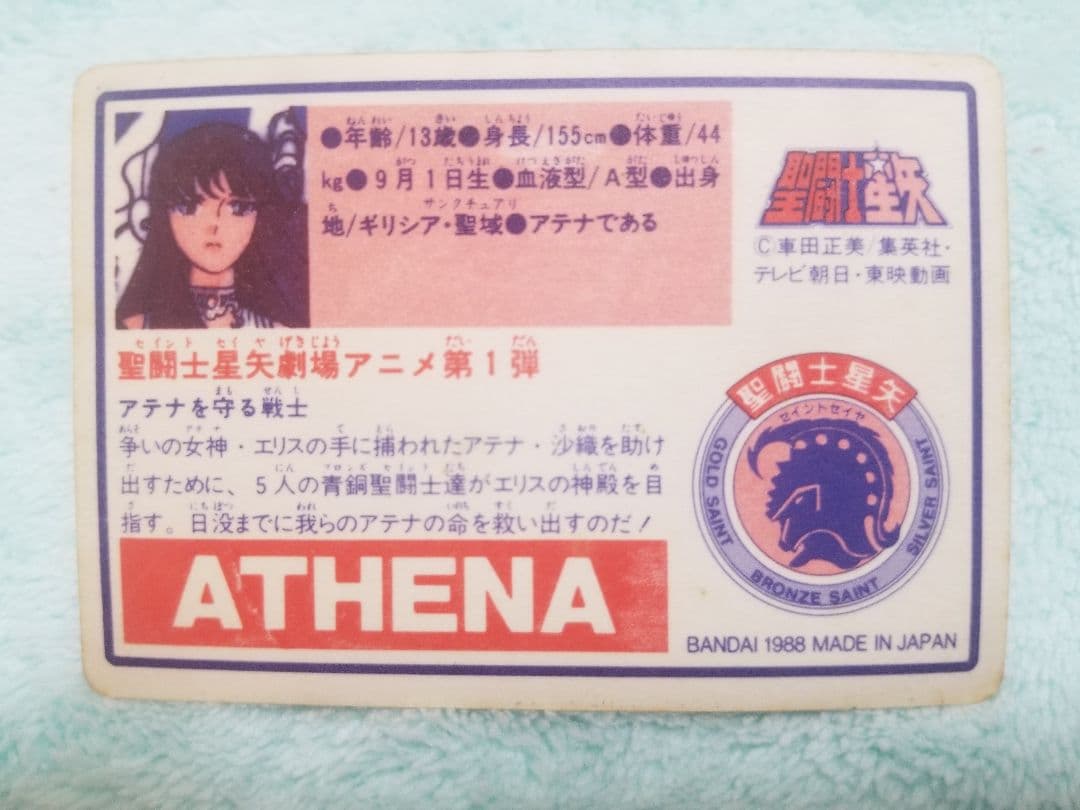 ●年齢/13歳●身長/155cm●体重/44
kg●9月1日生●血液型/A型●出身
地/ギリシア・聖域●アテナである
聖闘士星矢
©車田正美/集英社・
テレビ朝日・東映動画
聖闘士星矢劇場アニメ第1弾
アテナを守る戦士
争いの女神・エリスの手に捕われたアテナ・沙織を助け
出すために、5人の青銅聖闘士達がエリスの神殿を目
指す。日没までに我らのアテナの命を救い出すのだ!
ATHENA
聖闘士星矢
セイントセイヤ
GOLD SAINT
BRONZE SAINT
SILVER SAINT
BANDAI 1988 MADE IN JAPAN